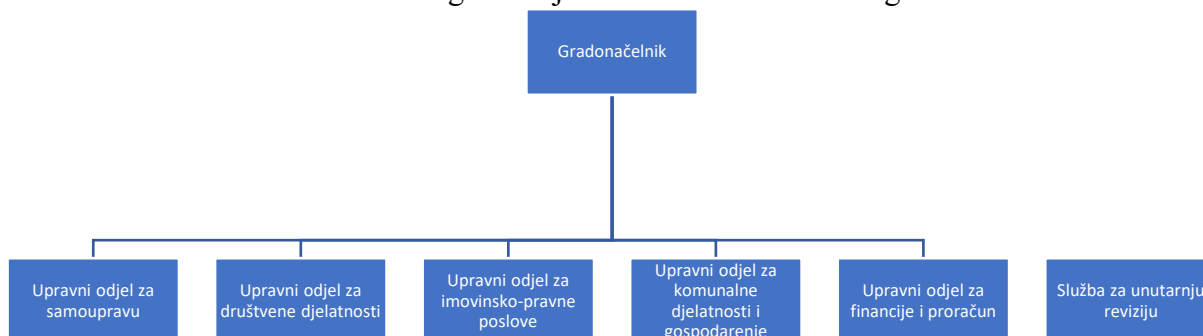 Gradonačelnik
Upravni odjel za
samoupravu
Upravni odjel za
društvene djelatnosti
Upravni odjel za
imovinsko-pravne
poslove
Upravni odjel za
komunalne
djelatnosti i
gospodarenje
Upravni odjel za
financije i proračun
Služba za unutarnju
reviziju